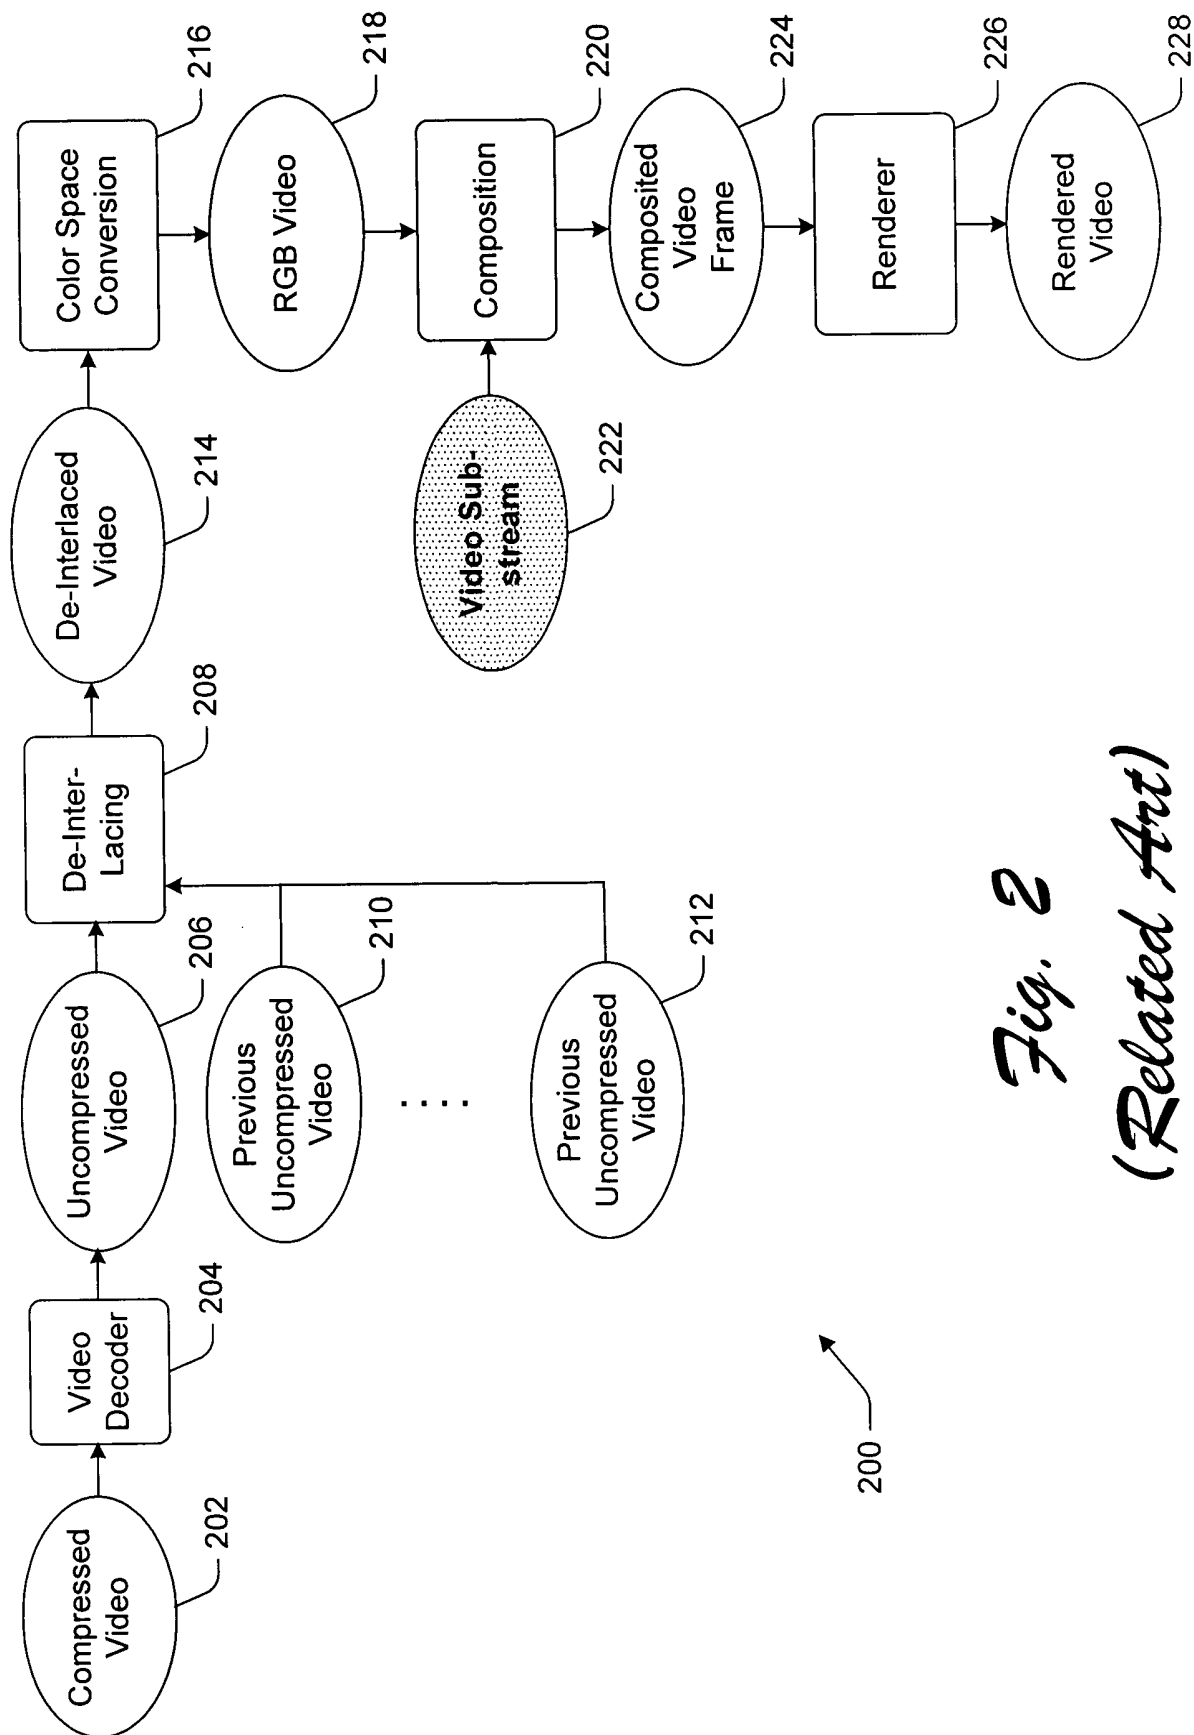 Compressed
Video
202
Video
Decoder
204
Uncompressed
Video
206
Previous
Uncompressed
Video
210
. . . .
Previous
Uncompressed
Video
212
De-Inter-
Lacing
208
De-Interlaced
Video
214
Color Space
Conversion
216
RGB Video
218
Video Sub-
stream
222
Composition
220
Composited
Video
Frame
224
Renderer
226
Rendered
Video
228
200
Fig. 2
(Related Art)